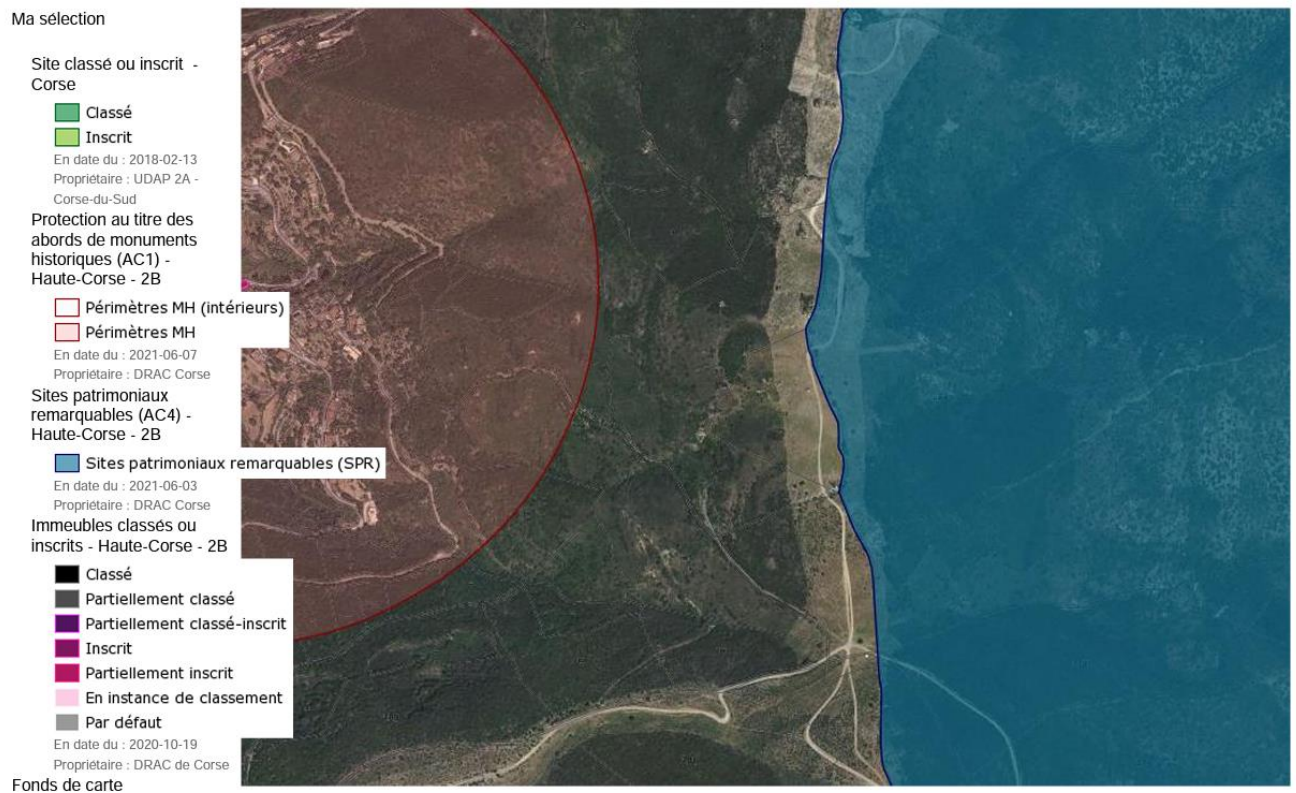 Ma sélection
Site classé ou inscrit -
Corse
Classé
Inscrit
En date du : 2018-02-13
Propriétaire : UDAP 2A -
Corse-du-Sud
Protection au titre des
abords de monuments
historiques (AC1) -
Haute-Corse - 2B
Périmètres MH (intérieurs)
Périmètres MH
En date du : 2021-06-07
Propriétaire : DRAC Corse
Sites patrimoniaux
remarquables (AC4) -
Haute-Corse - 2B
Sites patrimoniaux remarquables (SPR)
En date du : 2021-06-03
Propriétaire : DRAC Corse
Immeubles classés ou
inscrits - Haute-Corse - 2B
Classé
Partiellement classé
Partiellement classé-inscrit
Inscrit
Partiellement inscrit
En instance de classement
Par défaut
En date du : 2020-10-19
Propriétaire : DRAC de Corse
Fonds de carte